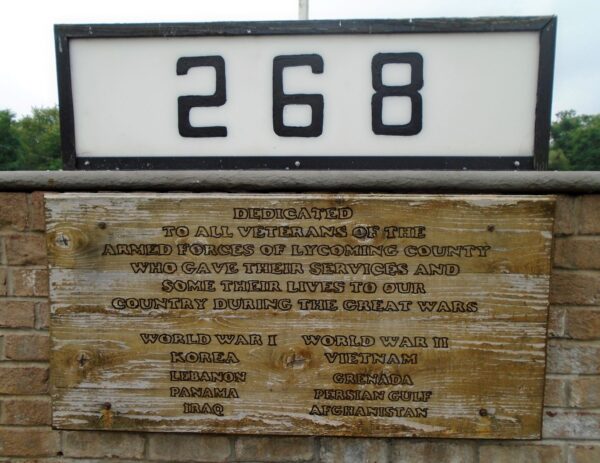 268
DEDICATED
TO ALL VETERANS OF THE
ARMED FORCES OF LYCOMING COUNTY
WHO GAVE THEIR SERVICES AND
SOME THEIR LIVES TO OUR
COUNTRY DURING THE GREAT WARS
WORLD WAR I WORLD WAR II
KOREA VIETNAM
LEBANON GRENADA
PANAMA PERSIAN GULF
IRAQ AFGHANISTAN